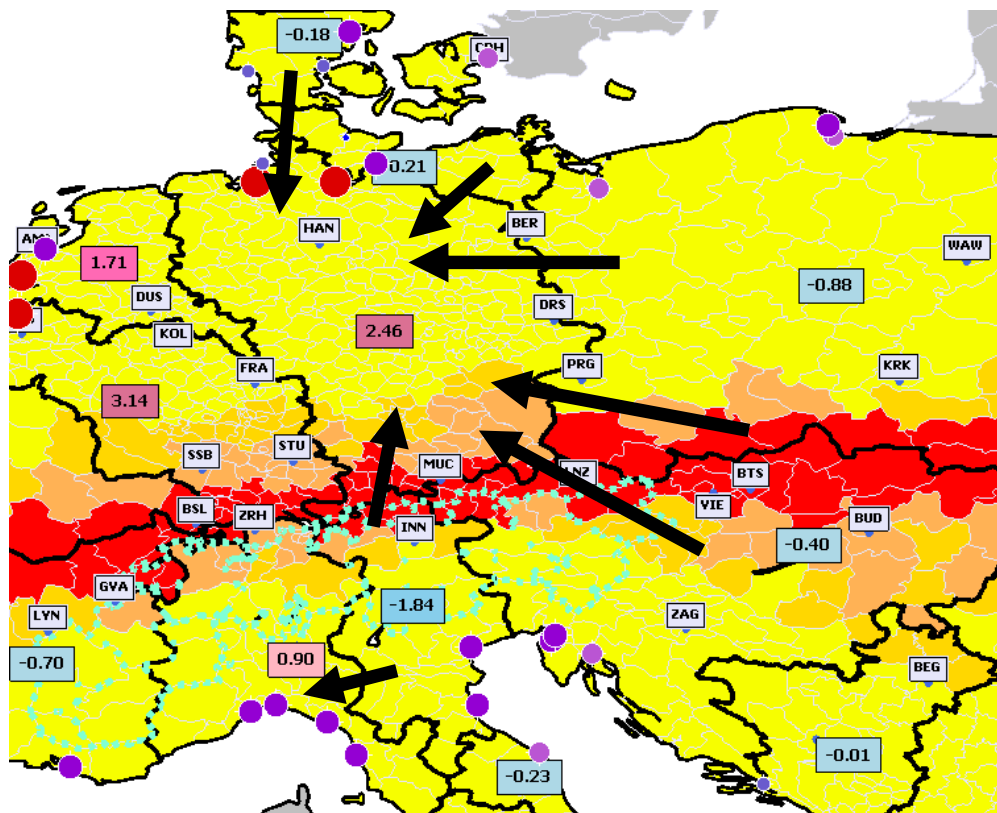 -0.18
CPH
0.21
HAN
BER
WAW
1.71
DUS
-0.88
DRS
KOL
2.46
FRA
PRG
KRK
3.14
STU
SSB
MUC
LNZ
BTS
BSL
ZRH
VIE
INN
BUD
-0.40
GVA
LYN
-1.84
ZAG
-0.70
0.90
BEG
-0.01
-0.23